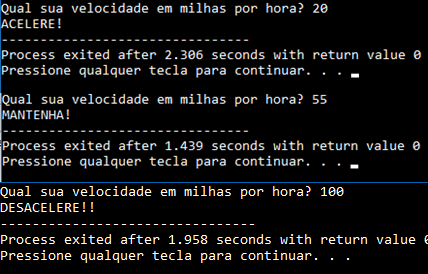 Qual sua velocidade em milhas por hora? 20
ACELERE!
--------------------------------
Process exited after 2.306 seconds with return value 0
Pressione qualquer tecla para continuar. . .
Qual sua velocidade em milhas por hora? 55
MANTENHA!
--------------------------------
Process exited after 1.439 seconds with return value 0
Pressione qualquer tecla para continuar. . .
Qual sua velocidade em milhas por hora? 100
DESACELERE!!
--------------------------------
Process exited after 1.958 seconds with return value 0
Pressione qualquer tecla para continuar. . .